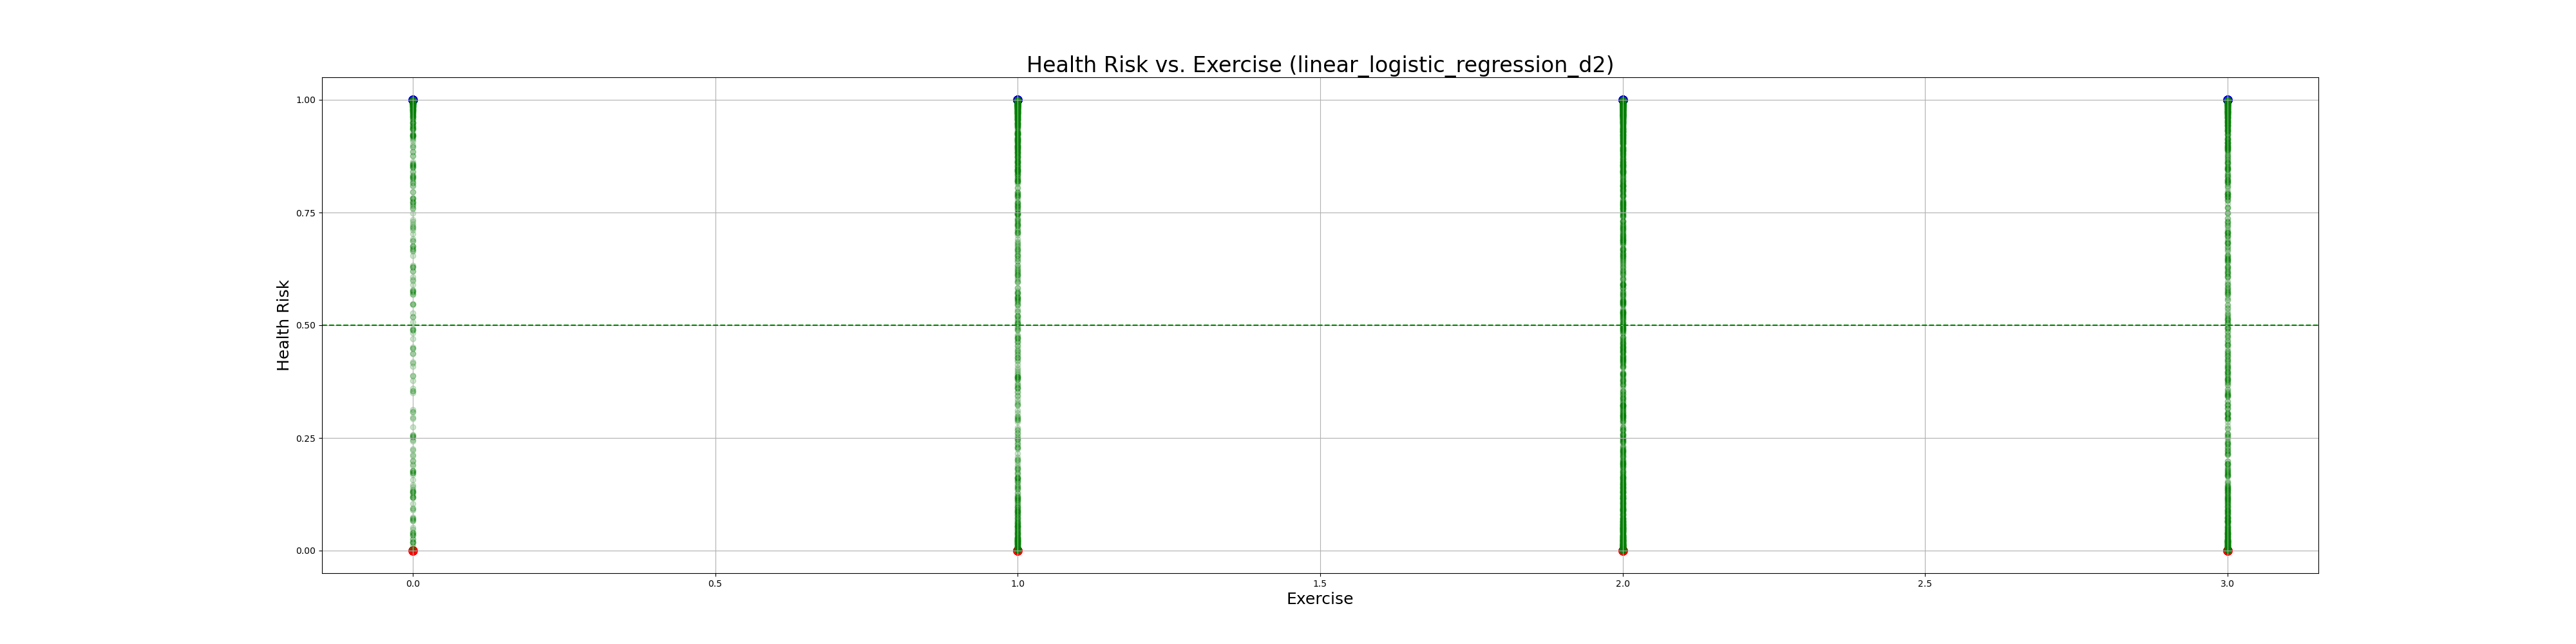 Health Risk vs. Exercise (linear_logistic_regression_d2)
1.00
0.75
0.50
0.25
0.00
Health Risk
0.0 0.5 1.0 1.5 2.0 2.5 3.0
Exercise